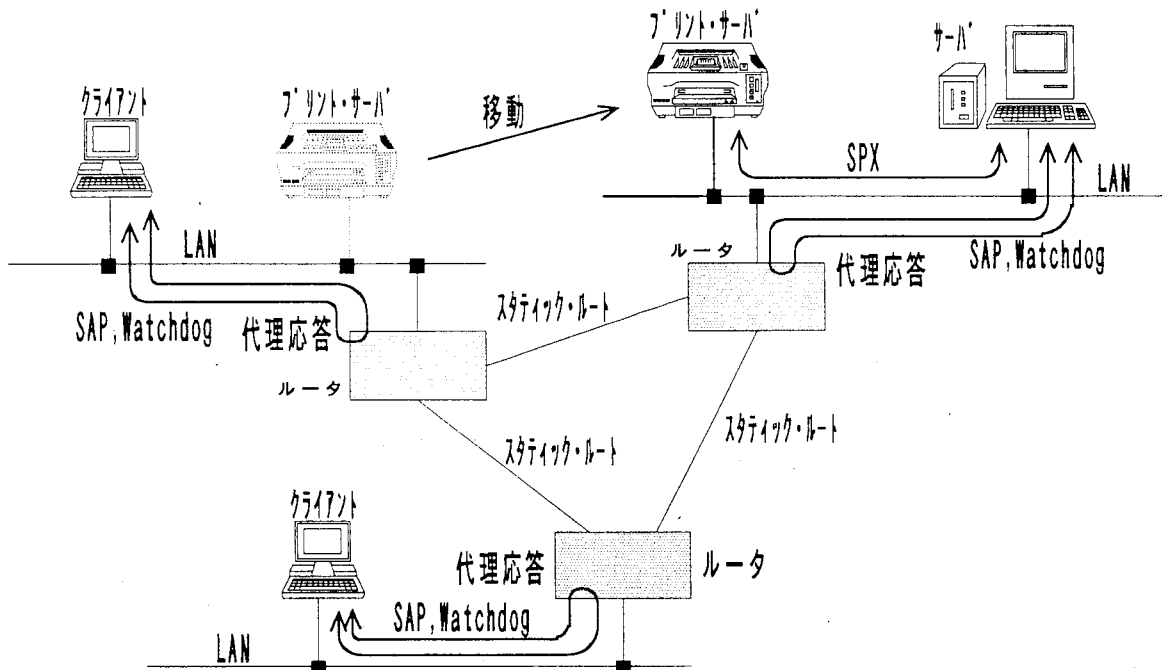 プリント・サーバ
サーバ
クライアント
プリント・サーバ
移動
SPX
LAN
LAN
ルータ
代理応答
SAP,Watchdog
スタティック・ルート
SAP,Watchdog
代理応答
ルータ
スタティック・ルート
スタティック・ルート
クライアント
代理応答
ルータ
SAP,Watchdog
LAN